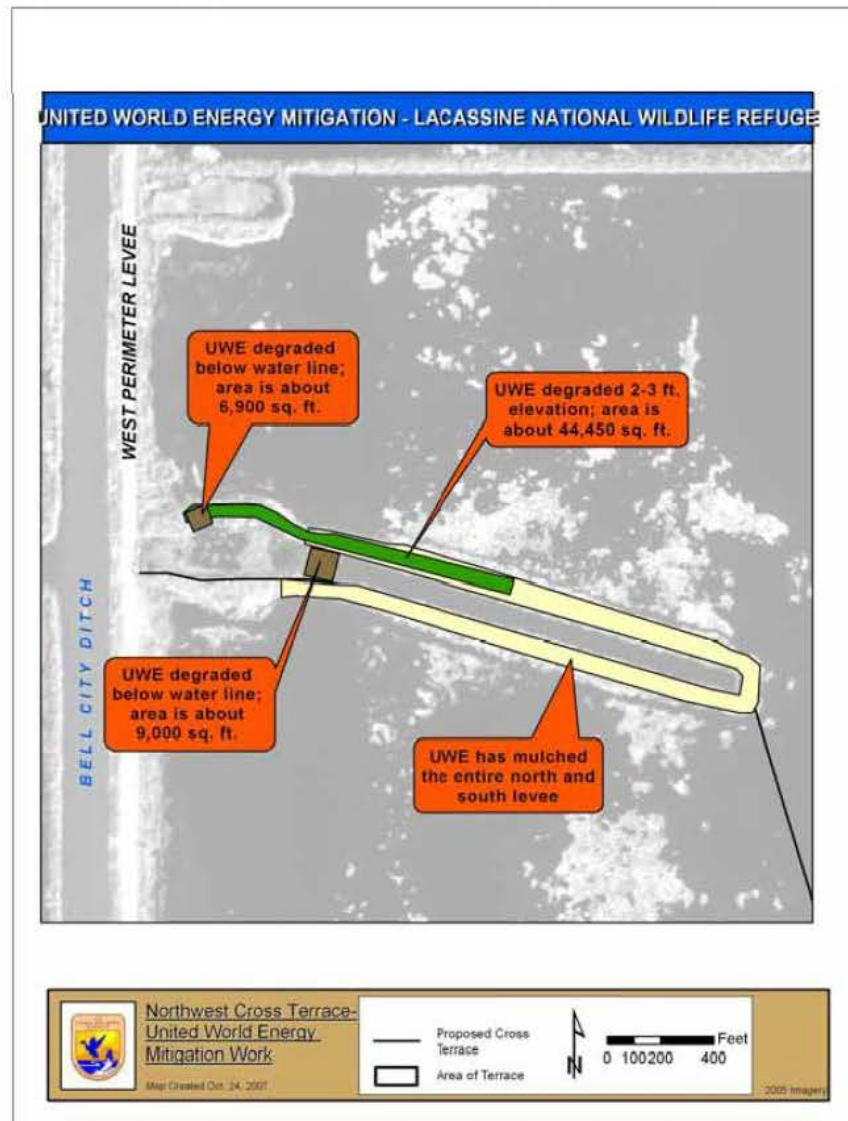 UNITED WORLD ENERGY MITIGATION - LACASSINE NATIONAL WILDLIFE REFUGE
WEST PERIMETER LEVEE
UWE degraded
below water line;
area is about
6,900 sq. ft.
UWE degraded 2-3 ft.
elevation; area is
about 44,450 sq. ft.
BELL CITY DITCH
UWE degraded
below water line;
area is about
9,000 sq. ft.
UWE has mulched
the entire north and
south levee
Northwest Cross Terrace-
United World Energy
Mitigation Work
Map Created Oct. 24, 2007
Proposed Cross
Terrace
Area of Terrace
N
Feet
0 100200 400
2005 Imagery